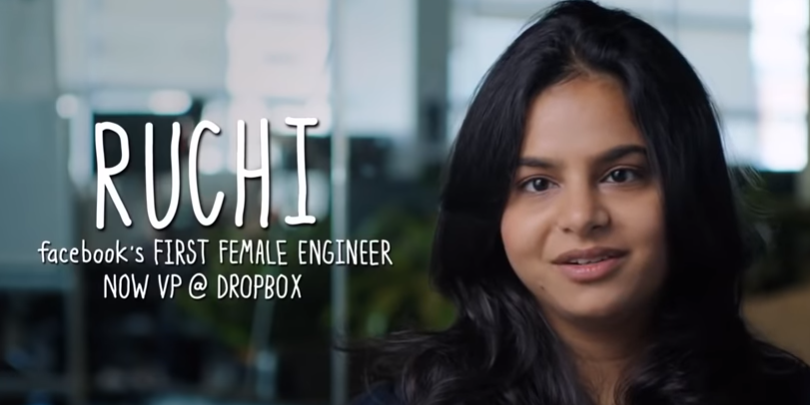 RUCHI
facebook's FIRST FEMALE ENGINEER
NOW VP @ DROPBOX